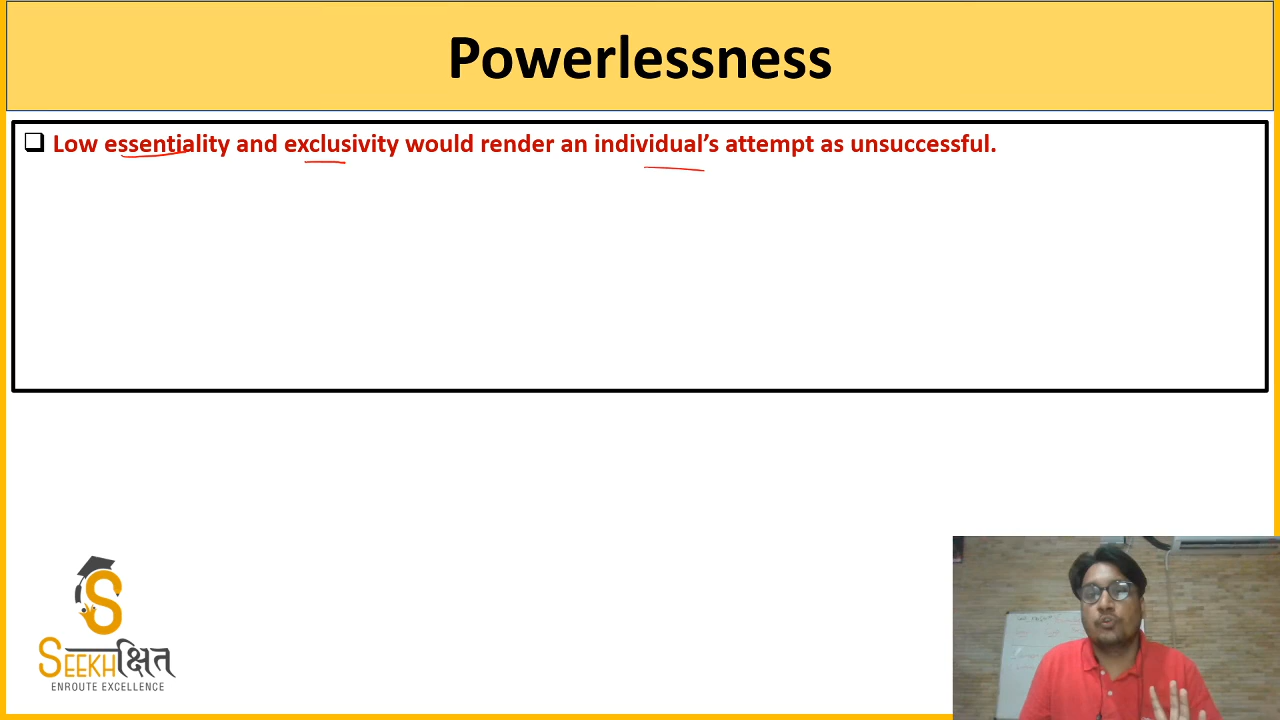 Powerlessness
Low essentiality and exclusivity would render an individual's attempt as unsuccessful.
S
SEEKHक्षित
ENROUTE EXCELLENCE